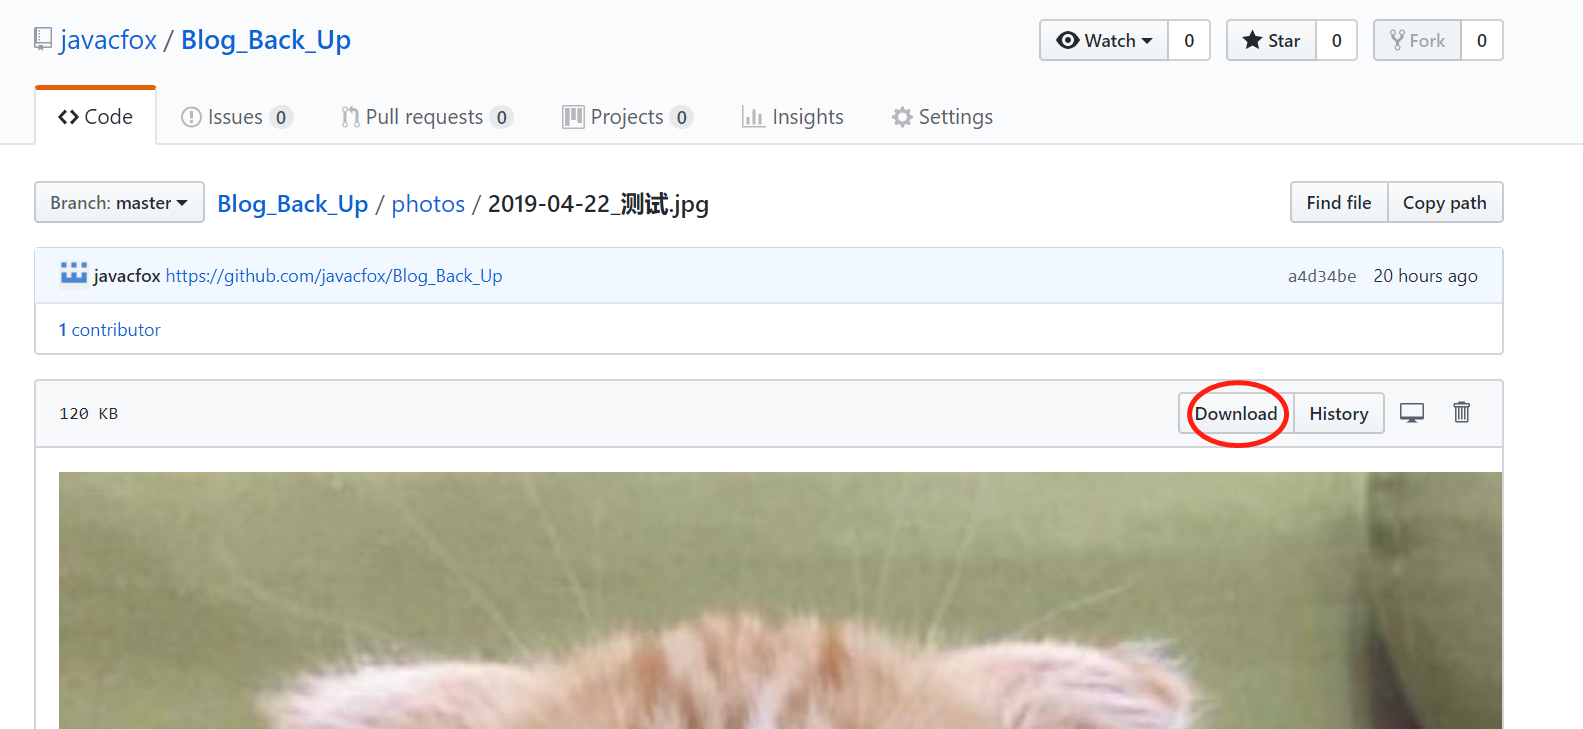 javacfox / Blog_Back_Up
Watch 0 Star 0 Fork 0
Code Issues 0 Pull requests 0 Projects 0 Insights Settings
Branch: master Blog_Back_Up / photos / 2019-04-22_测试.jpg Find file Copy path
javacfox https://github.com/javacfox/Blog_Back_Up a4d34be 20 hours ago
1 contributor
120 KB Download History